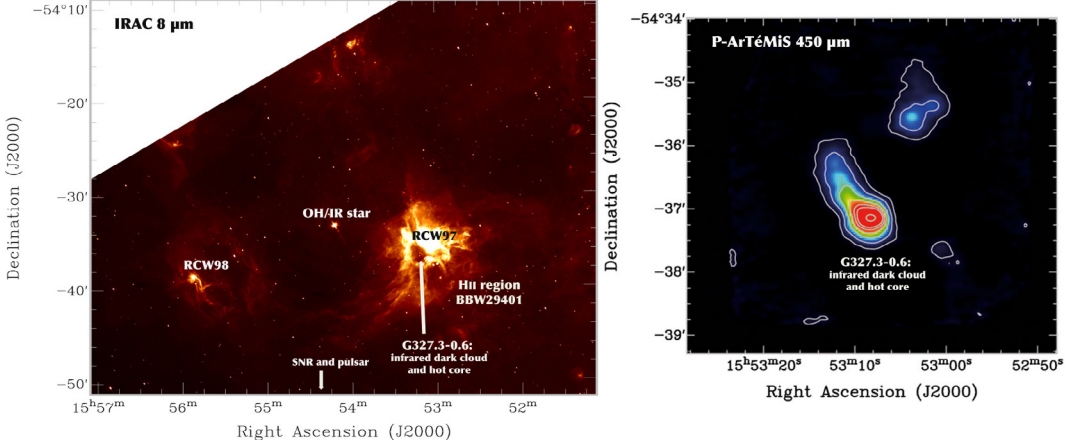 IRAC 8 µm
−54°10′
−20′
−30′
−40′
−50′
Declination (J2000)
OH/IR star
RCW97
RCW98
HII region
BBW29401
G327.3-0.6:
infrared dark cloud
and hot core
SNR and pulsar
15ʰ57ᵐ
56ᵐ
55ᵐ
54ᵐ
53ᵐ
52ᵐ
Right Ascension (J2000)
P-ArTéMiS 450 µm
−54°34′
−35′
−36′
−37′
−38′
−39′
Declination (J2000)
G327.3-0.6:
infrared dark cloud
and hot core
15ʰ53ᵐ20ˢ
53ᵐ10ˢ
53ᵐ00ˢ
52ᵐ50ˢ
Right Ascension (J2000)